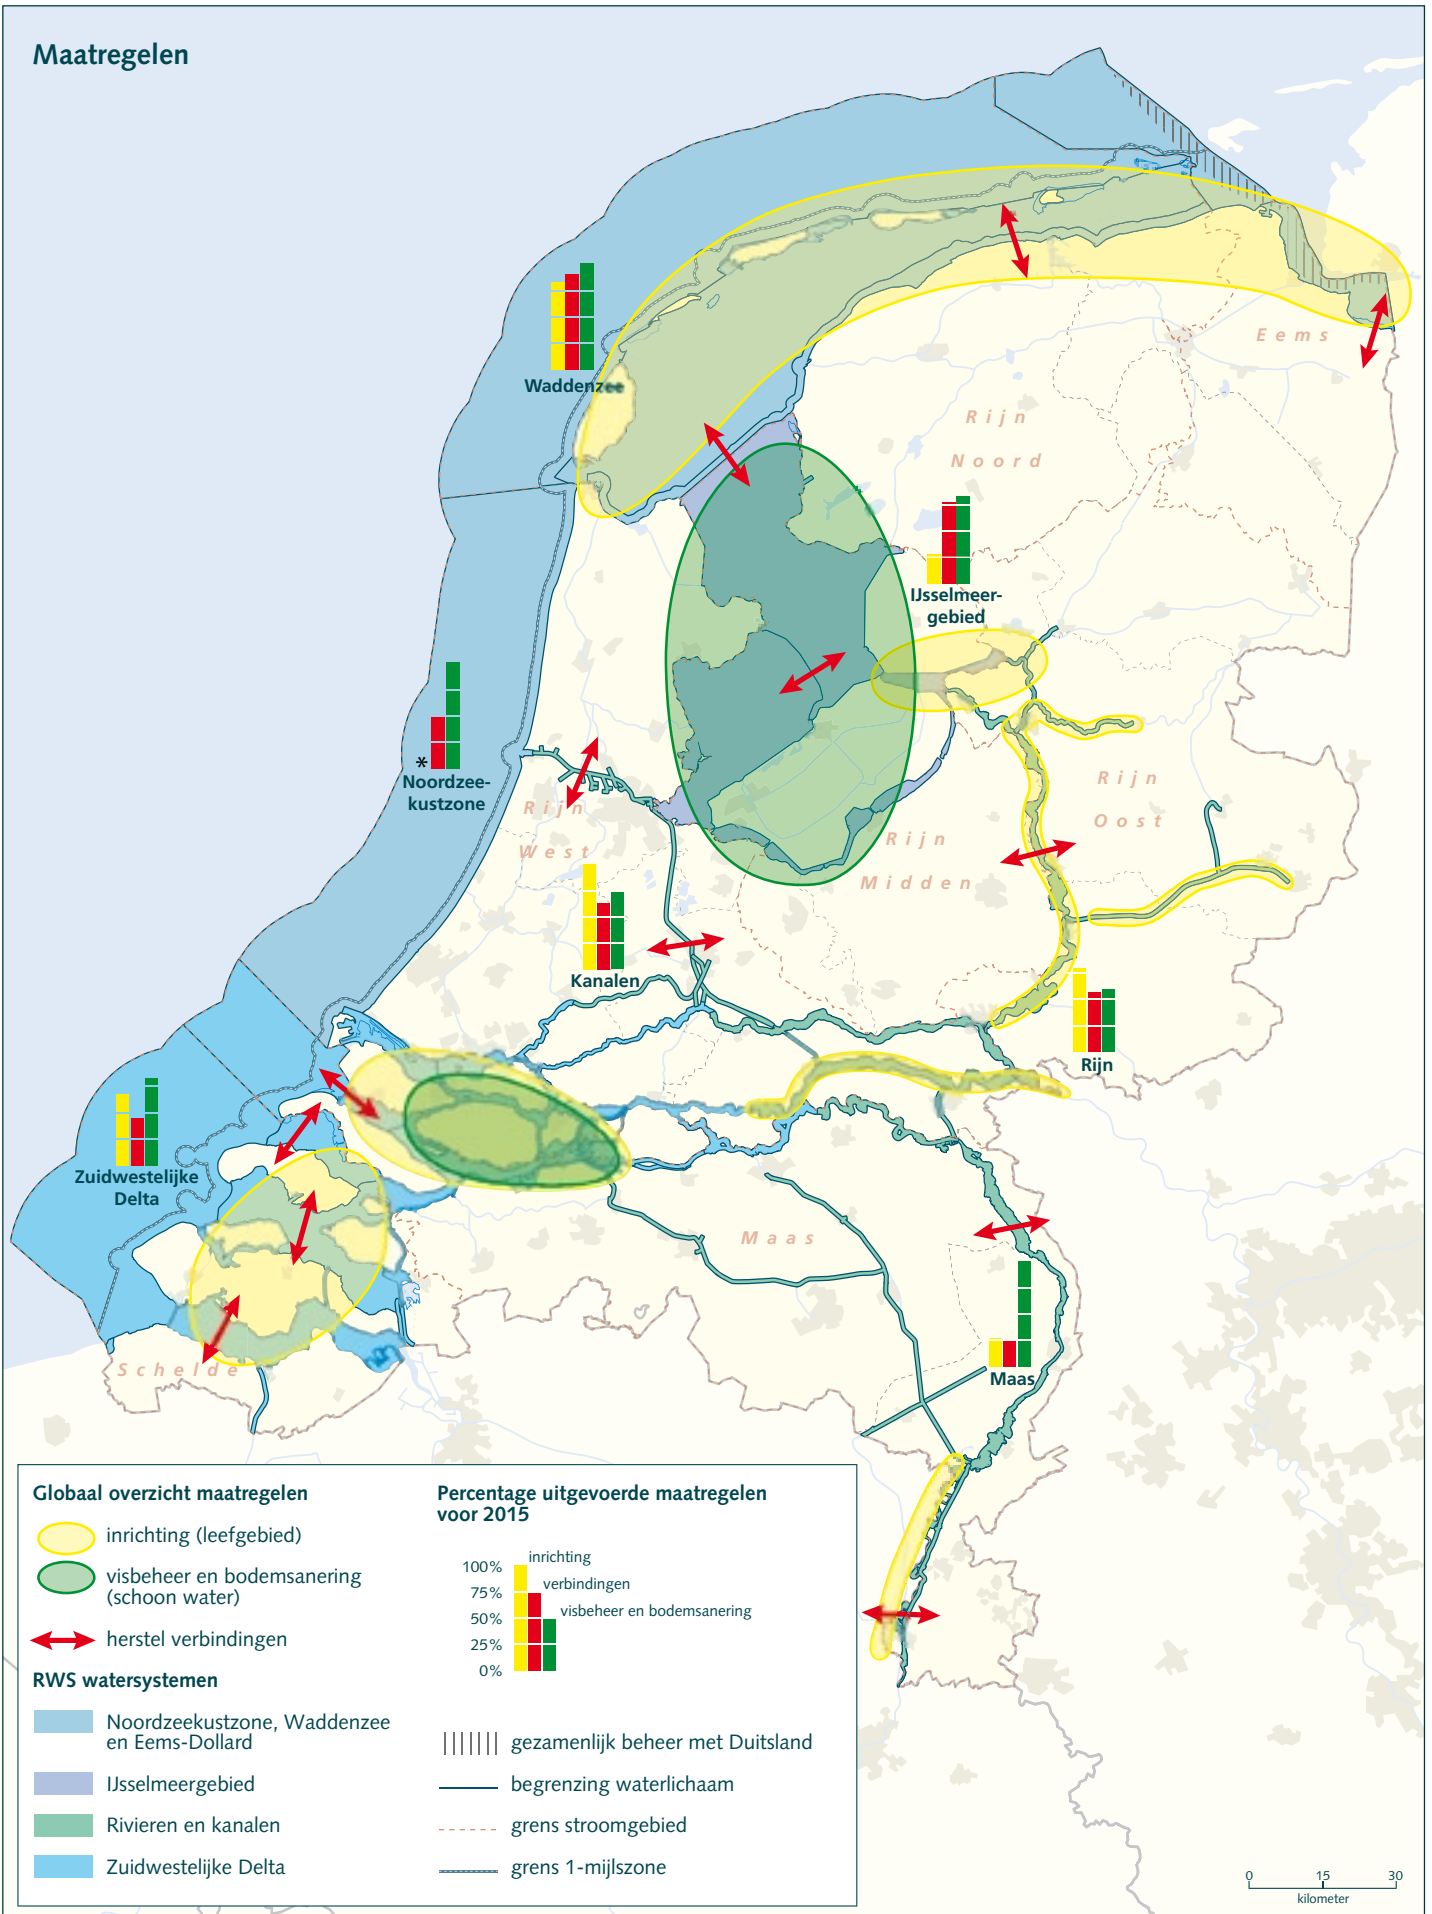 Maatregelen
Eems
Waddenzee
Rijn
Noord
IJsselmeer-
gebied
*
Noordzee-
kustzone
Rijn
West
Rijn
Oost
Rijn
Midden
Kanalen
Rijn
Zuidwestelijke
Delta
Maas
Maas
Schelde
Globaal overzicht maatregelen
inrichting (leefgebied)
visbeheer en bodemsanering
(schoon water)
herstel verbindingen
RWS watersystemen
Noordzeekustzone, Waddenzee
en Eems-Dollard
IJsselmeergebied
Rivieren en kanalen
Zuidwestelijke Delta
Percentage uitgevoerde maatregelen
voor 2015
inrichting
100%
verbindingen
75%
visbeheer en bodemsanering
50%
25%
0%
gezamenlijk beheer met Duitsland
begrenzing waterlichaam
grens stroomgebied
grens 1-mijlszone
0 15 30
kilometer